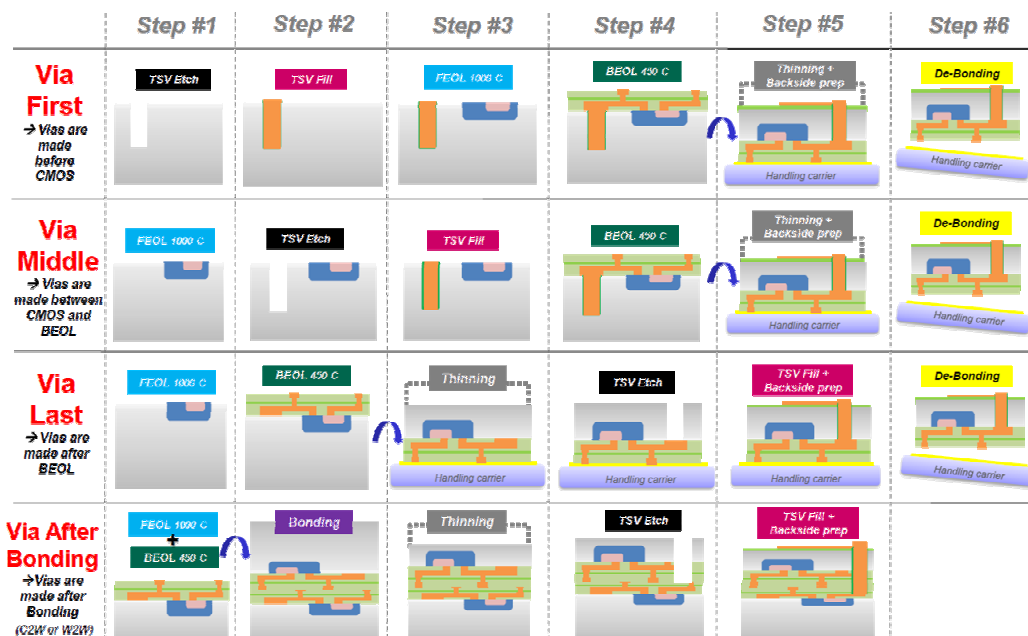 Step #1 Step #2 Step #3 Step #4 Step #5 Step #6
Via
First
→ Vias are
made
before
CMOS
TSV Etch
TSV Fill
FEOL 1000 C
BEOL 450 C
Thinning +
Backside prep
Handling carrier
De-Bonding
Handling carrier
Via
Middle
→ Vias are
made between
CMOS and
BEOL
FEOL 1000 C
TSV Etch
TSV Fill
BEOL 450 C
Thinning +
Backside prep
Handling carrier
De-Bonding
Handling carrier
Via
Last
→ Vias are
made after
BEOL
FEOL 1000 C
BEOL 450 C
Thinning
Handling carrier
TSV Etch
Handling carrier
TSV Fill +
Backside prep
Handling carrier
De-Bonding
Handling carrier
Via After
Bonding
→ Vias are
made after
Bonding
(C2W or W2W)
FEOL 1000 C
+
BEOL 450 C
Bonding
Thinning
TSV Etch
TSV Fill +
Backside prep